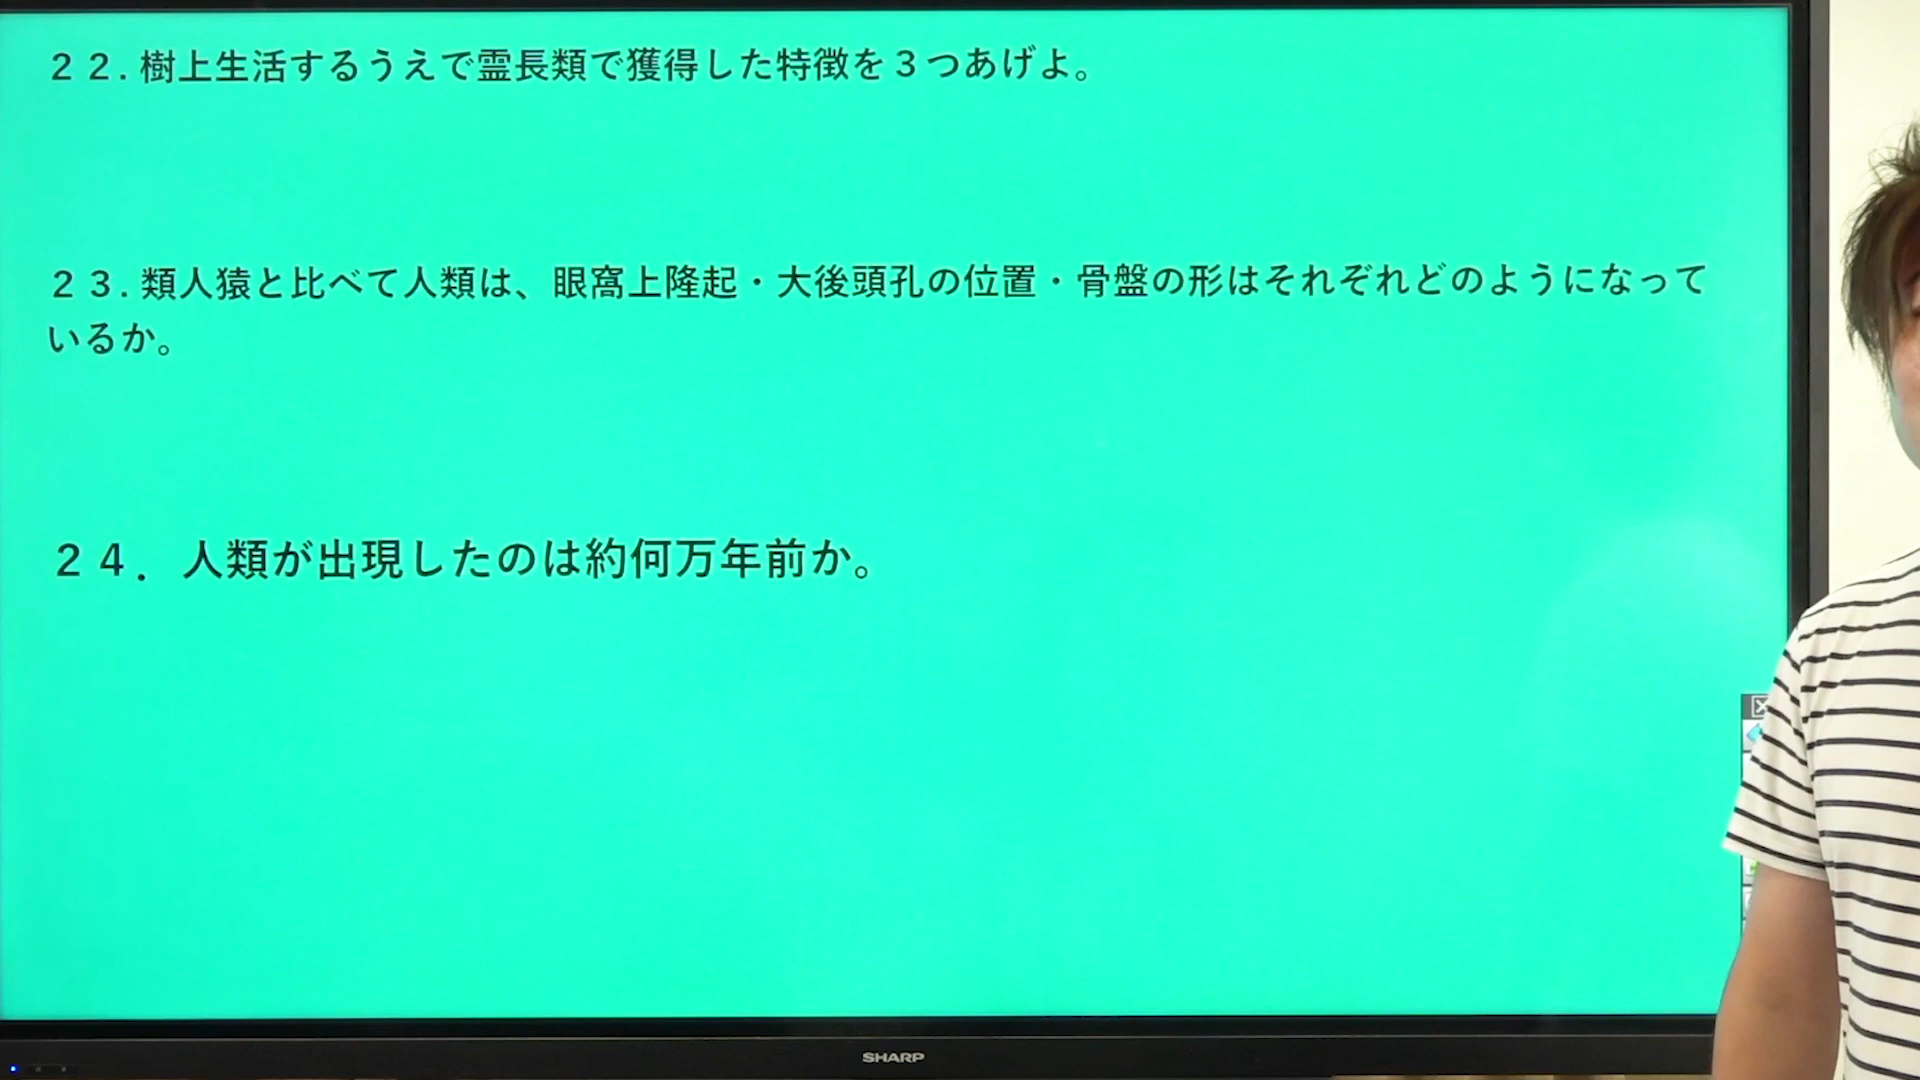 ２２．樹上生活するうえで霊長類で獲得した特徴を３つあげよ。
２３．類人猿と比べて人類は、眼窩上隆起・大後頭孔の位置・骨盤の形はそれぞれどのようになって
いるか。
２４．人類が出現したのは約何万年前か。
SHARP